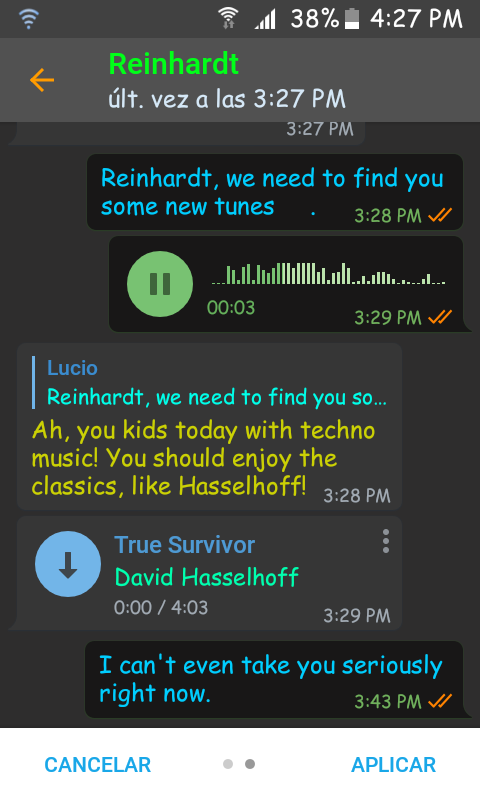 38% 4:27 PM
Reinhardt
últ. vez a las 3:27 PM
3:27 PM
Reinhardt, we need to find you
some new tunes .
3:28 PM
00:03
3:29 PM
Lucio
Reinhardt, we need to find you so...
Ah, you kids today with techno
music! You should enjoy the
classics, like Hasselhoff!
3:28 PM
True Survivor
David Hasselhoff
0:00 / 4:03
3:29 PM
I can't even take you seriously
right now.
3:43 PM
CANCELAR
APLICAR